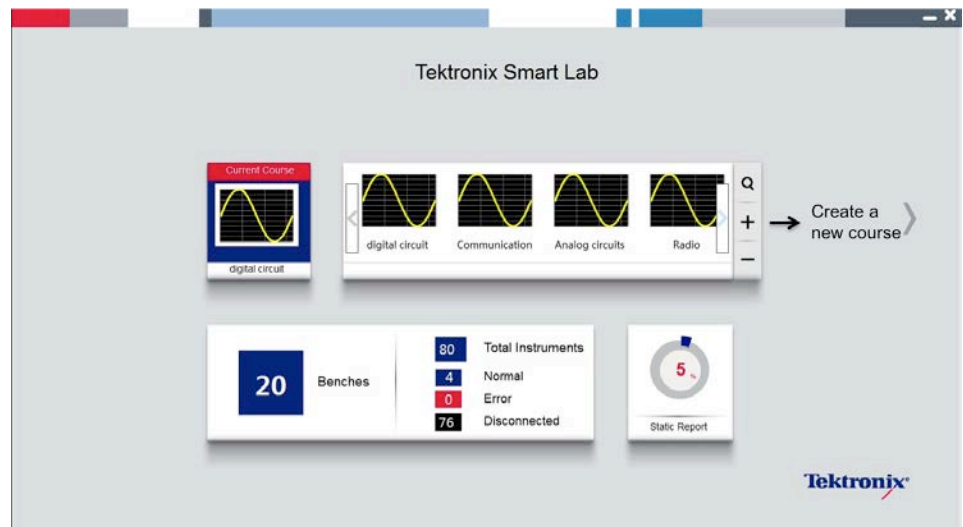 Tektronix Smart Lab
Current Course
digital circuit
digital circuit
Communication
Analog circuits
Radio
Create a
new course
20
Benches
80 Total Instruments
4 Normal
0 Error
76 Disconnected
5 %
Static Report
Tektronix®